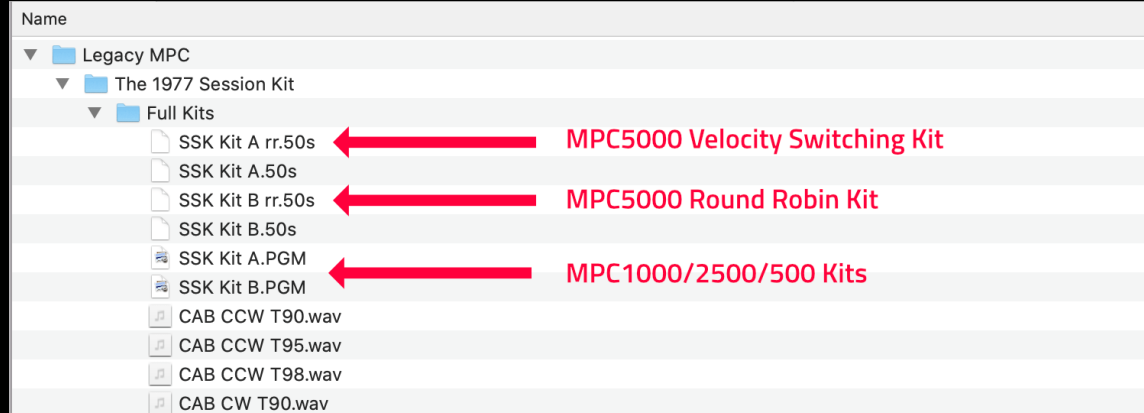 Name
Legacy MPC
The 1977 Session Kit
Full Kits
SSK Kit A rr.50s MPC5000 Velocity Switching Kit
SSK Kit A.50s
SSK Kit B rr.50s MPC5000 Round Robin Kit
SSK Kit B.50s
SSK Kit A.PGM
MPC1000/2500/500 Kits
SSK Kit B.PGM
CAB CCW T90.wav
CAB CCW T95.wav
CAB CCW T98.wav
CAB CW T90.wav